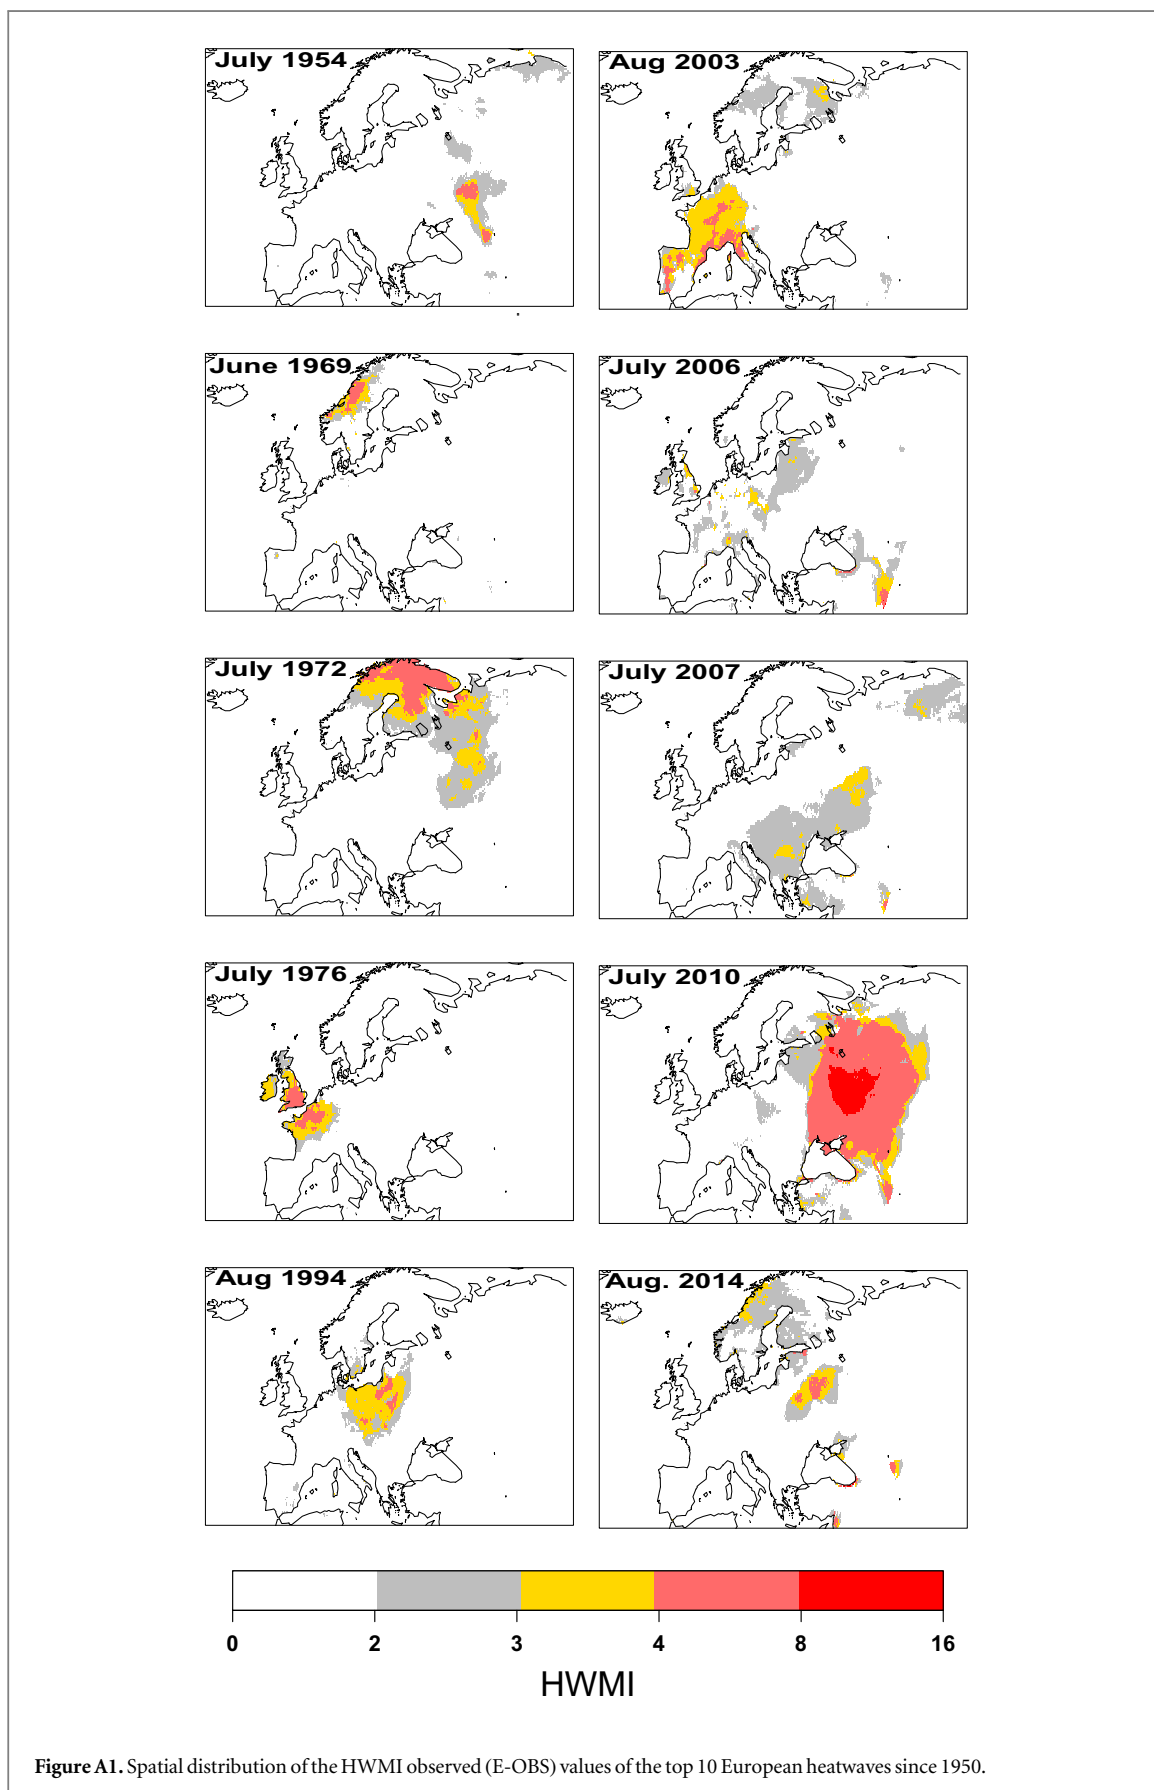 July 1954
Aug 2003
June 1969
July 2006
July 1972
July 2007
July 1976
July 2010
Aug 1994
Aug. 2014
0 2 3 4 8 16
HWMI
Figure A1. Spatial distribution of the HWMI observed (E-OBS) values of the top 10 European heatwaves since 1950.